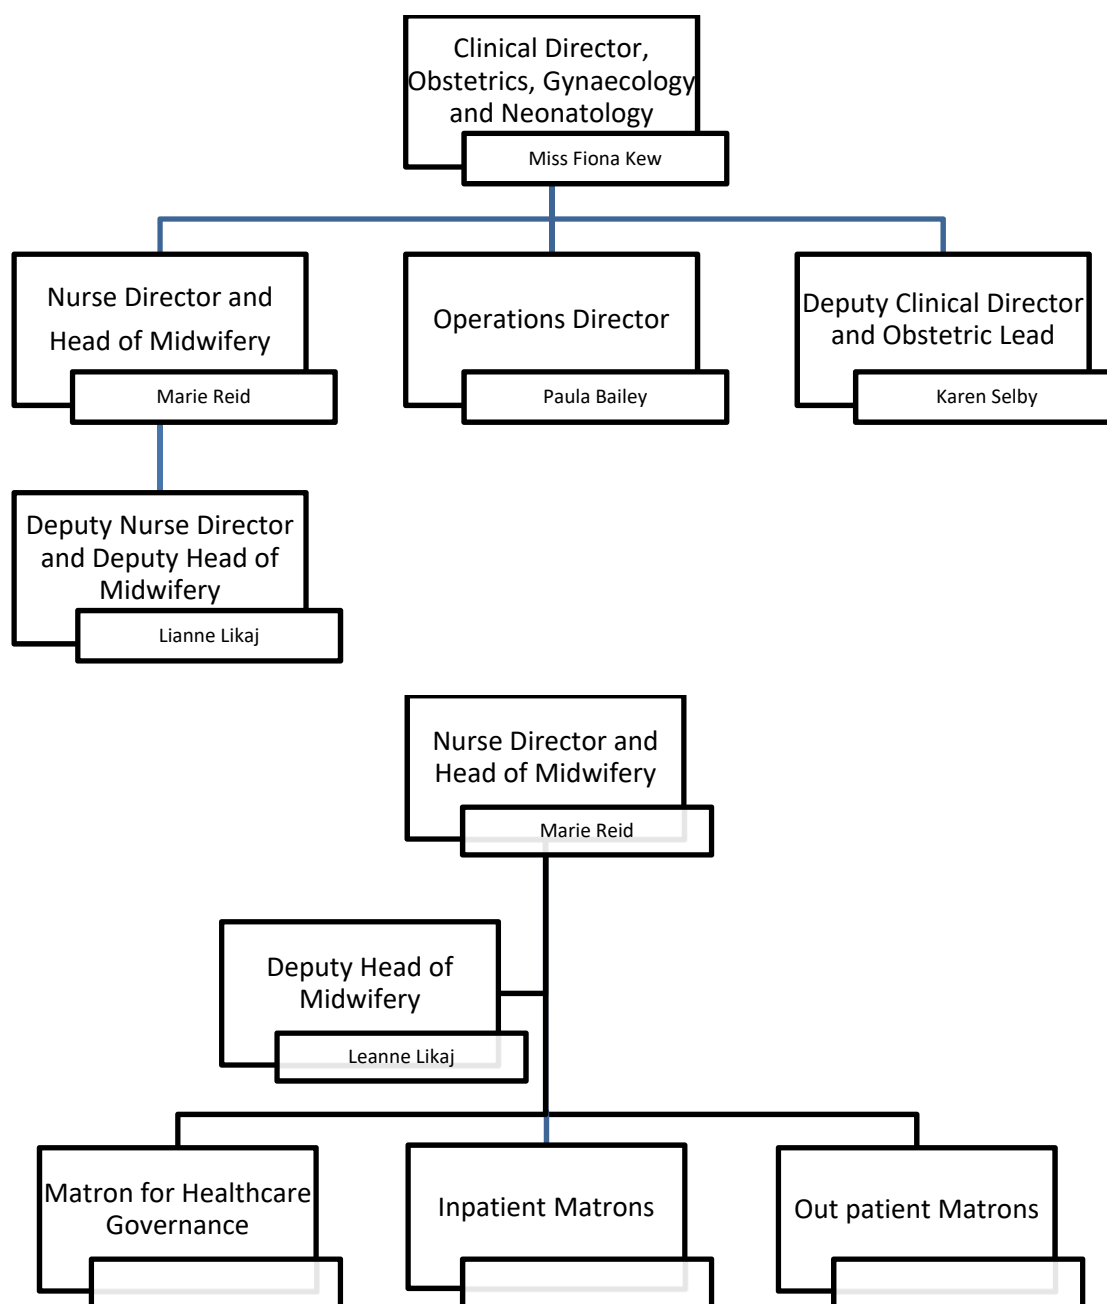 Clinical Director,
Obstetrics, Gynaecology
and Neonatology
Miss Fiona Kew
Nurse Director and
Head of Midwifery
Marie Reid
Operations Director
Paula Bailey
Deputy Clinical Director
and Obstetric Lead
Karen Selby
Deputy Nurse Director
and Deputy Head of
Midwifery
Lianne Likaj
Nurse Director and
Head of Midwifery
Marie Reid
Deputy Head of
Midwifery
Leanne Likaj
Matron for Healthcare
Governance
Inpatient Matrons
Out patient Matrons